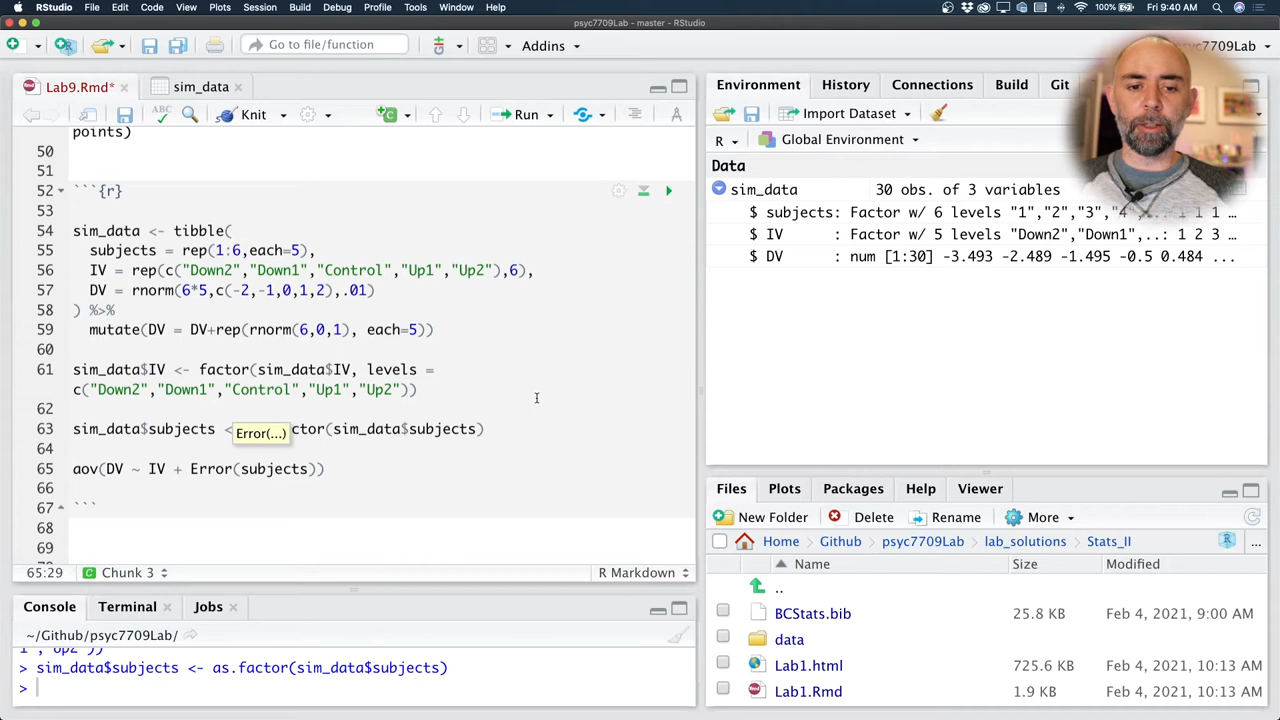 RStudio File Edit Code View Plots Session Build Debug Profile Tools Window Help 100% Fri 9:40 AM
psyc7709Lab - master - RStudio
Go to file/function Addins psyc7709Lab
Lab9.Rmd* sim_data
Knit Run
points)
50
51
52 ```{r}
53
54 sim_data <- tibble(
55 subjects = rep(1:6,each=5),
56 IV = rep(c("Down2","Down1","Control","Up1","Up2"),6),
57 DV = rnorm(6*5,c(-2,-1,0,1,2),.01)
58 ) %>%
59 mutate(DV = DV+rep(rnorm(6,0,1), each=5))
60
61 sim_data$IV <- factor(sim_data$IV, levels =
c("Down2","Down1","Control","Up1","Up2"))
62
63 sim_data$subjects < ctor(sim_data$subjects)
Error(...)
64
65 aov(DV ~ IV + Error(subjects))
66
67 ```
68
69
65:29 Chunk 3 R Markdown
Console Terminal Jobs
~/Github/psyc7709Lab/
> sim_data$subjects <- as.factor(sim_data$subjects)
>
Environment History Connections Build Git
Import Dataset
R Global Environment
Data
sim_data 30 obs. of 3 variables
$ subjects: Factor w/ 6 levels "1","2","3","4",..: 1 1 1 …
$ IV : Factor w/ 5 levels "Down2","Down1",..: 1 2 3 …
$ DV : num [1:30] -3.493 -2.489 -1.495 -0.5 0.484 ...
Files Plots Packages Help Viewer
New Folder Delete Rename More
Home Github psyc7709Lab lab_solutions Stats_II ...
Name Size Modified
..
BCStats.bib 25.8 KB Feb 4, 2021, 9:00 AM
data
Lab1.html 725.6 KB Feb 4, 2021, 10:13 AM
Lab1.Rmd 1.9 KB Feb 4, 2021, 10:13 AM